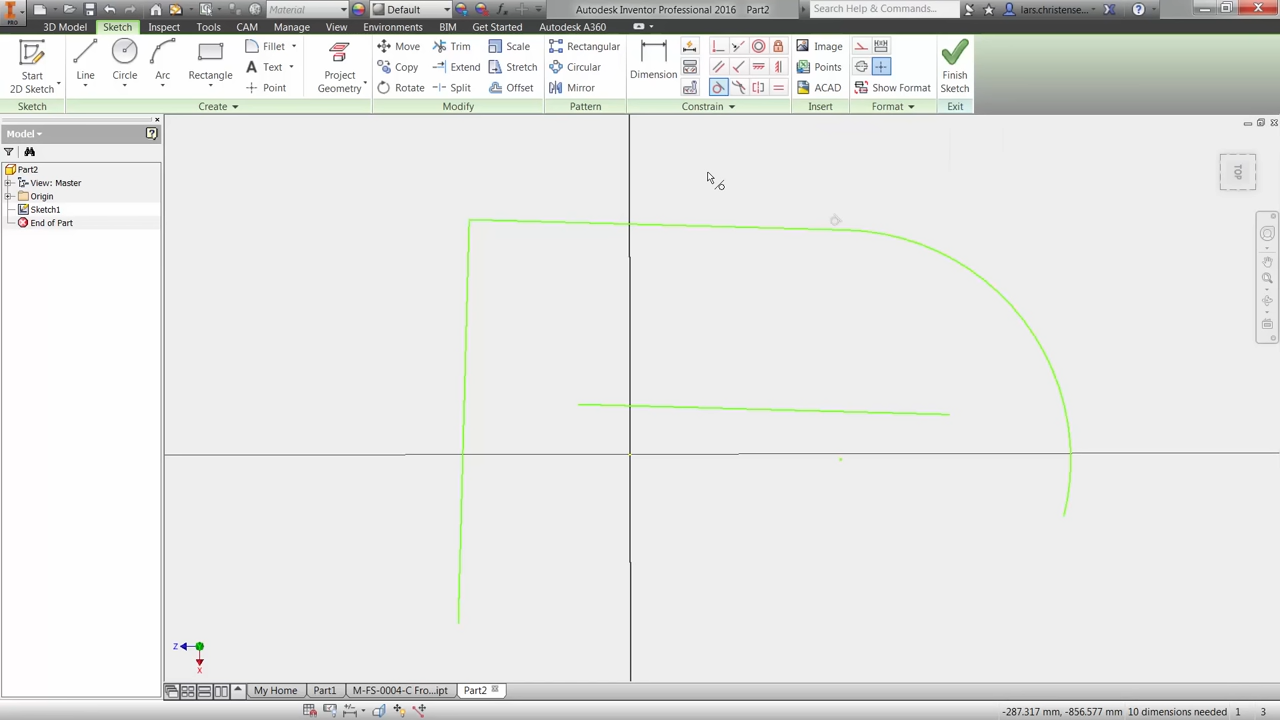 PRO
Material
Default
Autodesk Inventor Professional 2016 Part2
Search Help & Commands...
lars.christense...
3D Model Sketch Inspect Tools CAM Manage View Environments BIM Get Started Autodesk A360
Start
2D Sketch
Line
Circle
Arc
Rectangle
Fillet
Text
Point
Project
Geometry
Move
Copy
Rotate
Trim
Extend
Split
Scale
Stretch
Offset
Rectangular
Circular
Mirror
Dimension
Image
Points
ACAD
Show Format
Finish
Sketch
Sketch Create Modify Pattern Constrain Insert Format Exit
Model
Part2
View: Master
Origin
Sketch1
End of Part
TOP
Z
X
My Home Part1 M-FS-0004-C Fro...ipt Part2
-287.317 mm, -856.577 mm 10 dimensions needed 1 3